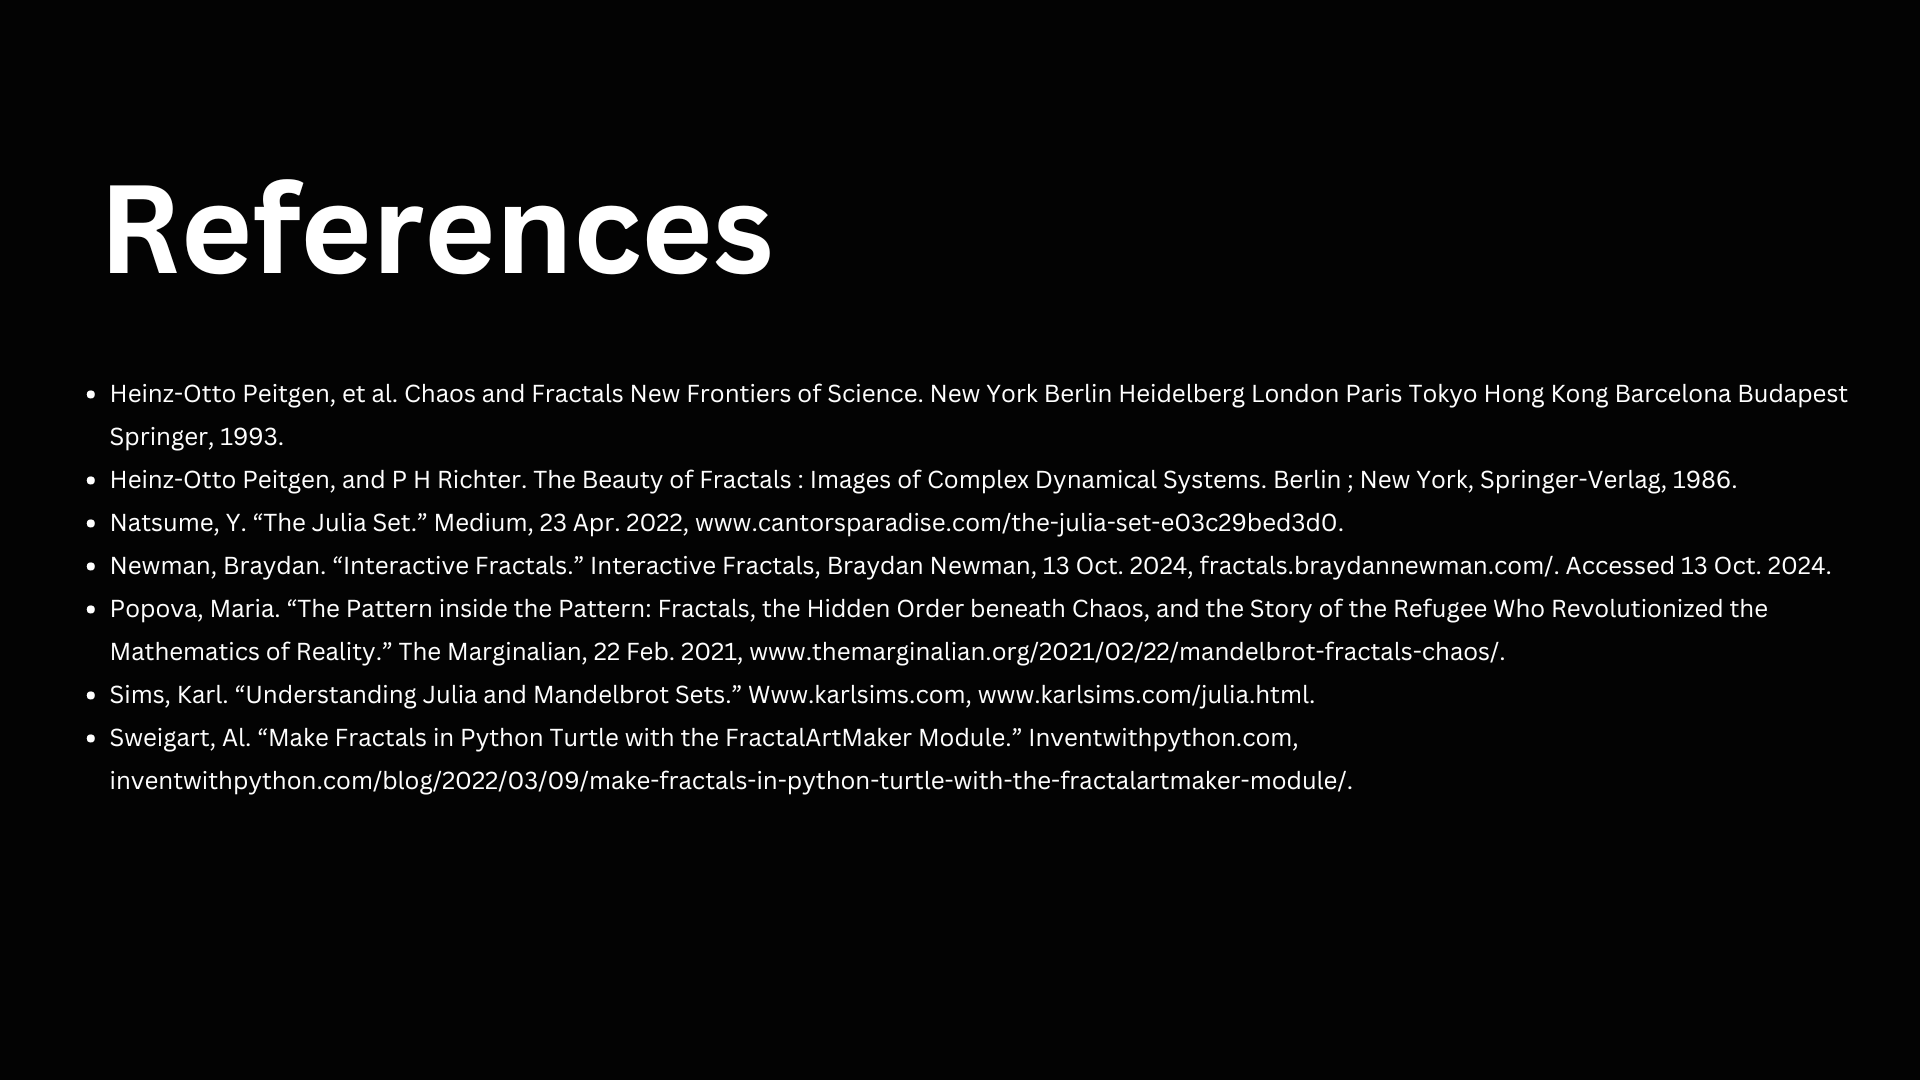 References
• Heinz-Otto Peitgen, et al. Chaos and Fractals New Frontiers of Science. New York Berlin Heidelberg London Paris Tokyo Hong Kong Barcelona Budapest
Springer, 1993.
• Heinz-Otto Peitgen, and P H Richter. The Beauty of Fractals : Images of Complex Dynamical Systems. Berlin ; New York, Springer-Verlag, 1986.
• Natsume, Y. “The Julia Set.” Medium, 23 Apr. 2022, www.cantorsparadise.com/the-julia-set-e03c29bed3d0.
• Newman, Braydan. “Interactive Fractals.” Interactive Fractals, Braydan Newman, 13 Oct. 2024, fractals.braydannewman.com/. Accessed 13 Oct. 2024.
• Popova, Maria. “The Pattern inside the Pattern: Fractals, the Hidden Order beneath Chaos, and the Story of the Refugee Who Revolutionized the
Mathematics of Reality.” The Marginalian, 22 Feb. 2021, www.themarginalian.org/2021/02/22/mandelbrot-fractals-chaos/.
• Sims, Karl. “Understanding Julia and Mandelbrot Sets.” Www.karlsims.com, www.karlsims.com/julia.html.
• Sweigart, Al. “Make Fractals in Python Turtle with the FractalArtMaker Module.” Inventwithpython.com,
inventwithpython.com/blog/2022/03/09/make-fractals-in-python-turtle-with-the-fractalartmaker-module/.